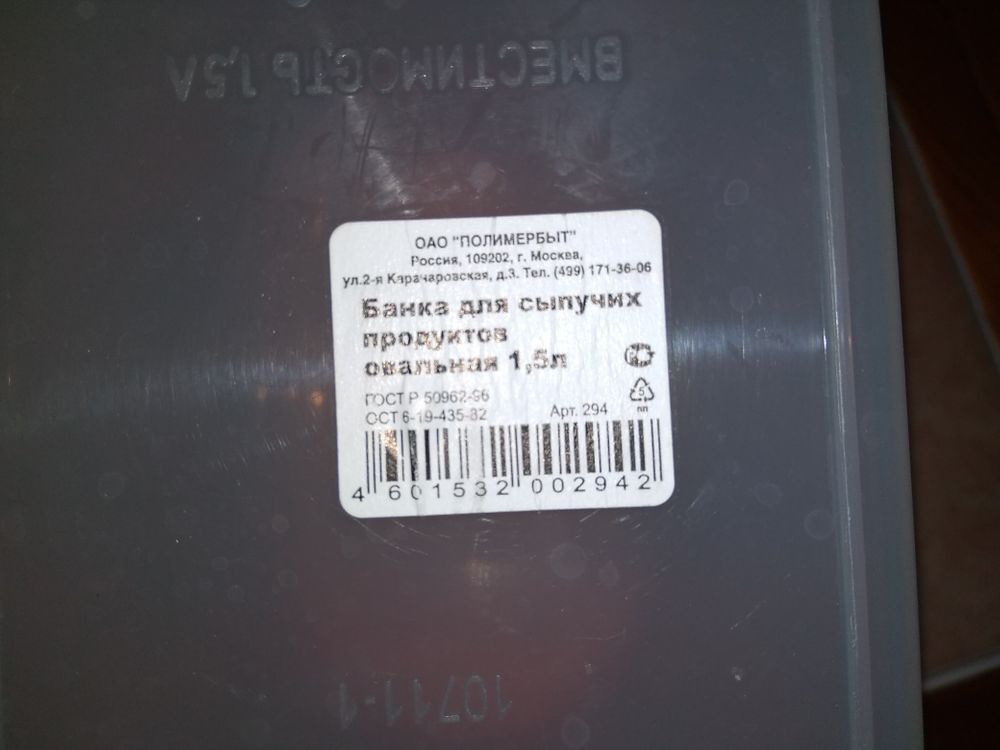 ВМЕСТИМОСТЬ 1,5Л
ОАО "ПОЛИМЕРБЫТ"
Россия, 109202, г. Москва,
ул.2-я Карачаровская, д.3. Тел. (499) 171-36-06
Банка для сыпучих
продуктов
овальная 1,5л
ГОСТ Р 50962-96
ОСТ 6-19-435-82
Арт. 294
5
пп
4 601532 002942
10711-1